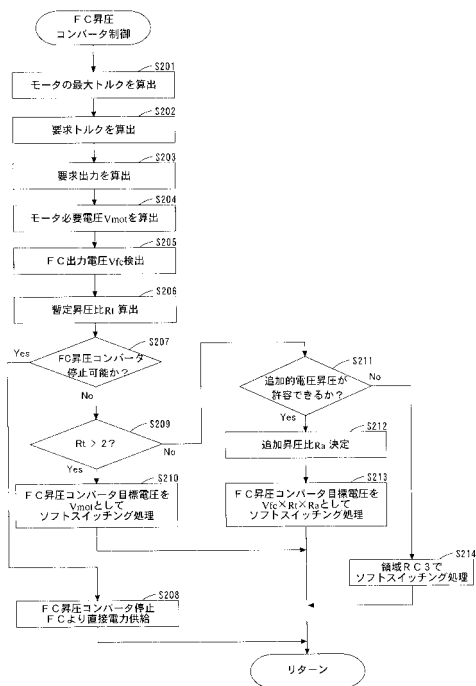 FC昇圧
コンバータ制御
S201
モータの最大トルクを算出
S202
要求トルクを算出
S203
要求出力を算出
S204
モータ必要電圧Vmotを算出
S205
FC出力電圧Vfc検出
S206
暫定昇圧比Rt 算出
S207
FC昇圧コンバータ
停止可能か?
Yes
No
S209
Rt > 2?
No
Yes
S210
FC昇圧コンバータ目標電圧を
Vmotとして
ソフトスイッチング処理
S211
追加的電圧昇圧が
許容できるか?
No
Yes
S212
追加昇圧比Ra 決定
S213
FC昇圧コンバータ目標電圧を
Vfc×Rt×Raとして
ソフトスイッチング処理
S214
領域RC3で
ソフトスイッチング処理
S208
FC昇圧コンバータ停止
FCより直接電力供給
リターン